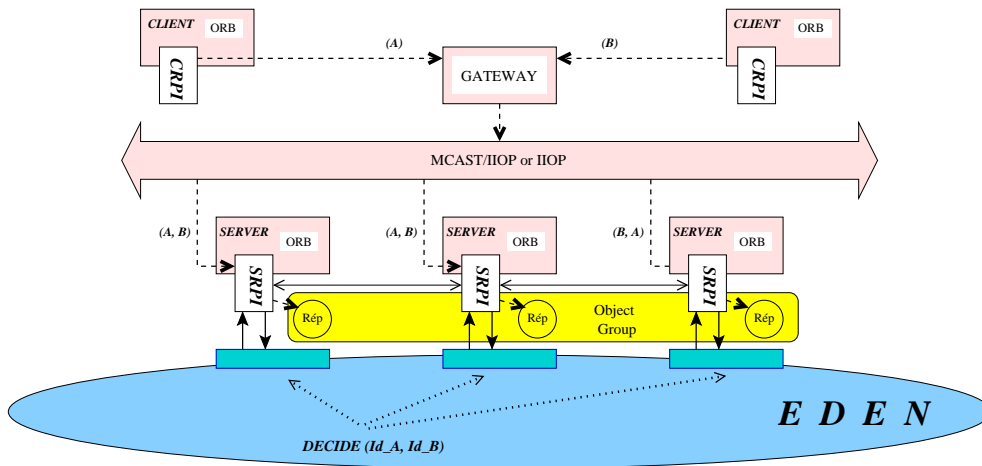 CLIENT ORB
CRPI
(A)
GATEWAY
(B)
CLIENT ORB
CRPI
MCAST/IIOP or IIOP
(A, B)
SERVER ORB
SRPI
Rép
(A, B)
SERVER ORB
SRPI
Rép
(B, A)
SERVER ORB
SRPI
Rép
Object
Group
E D E N
DECIDE (Id_A, Id_B)